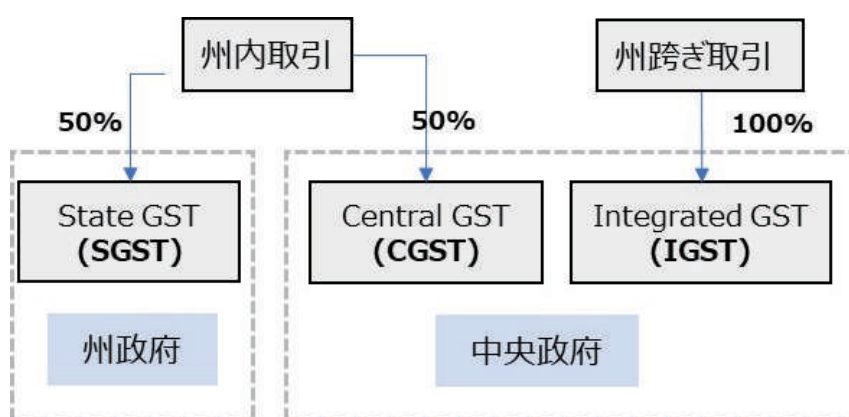 州内取引
州跨ぎ取引
50%
50%
100%
State GST
(SGST)
Central GST
(CGST)
Integrated GST
(IGST)
州政府
中央政府